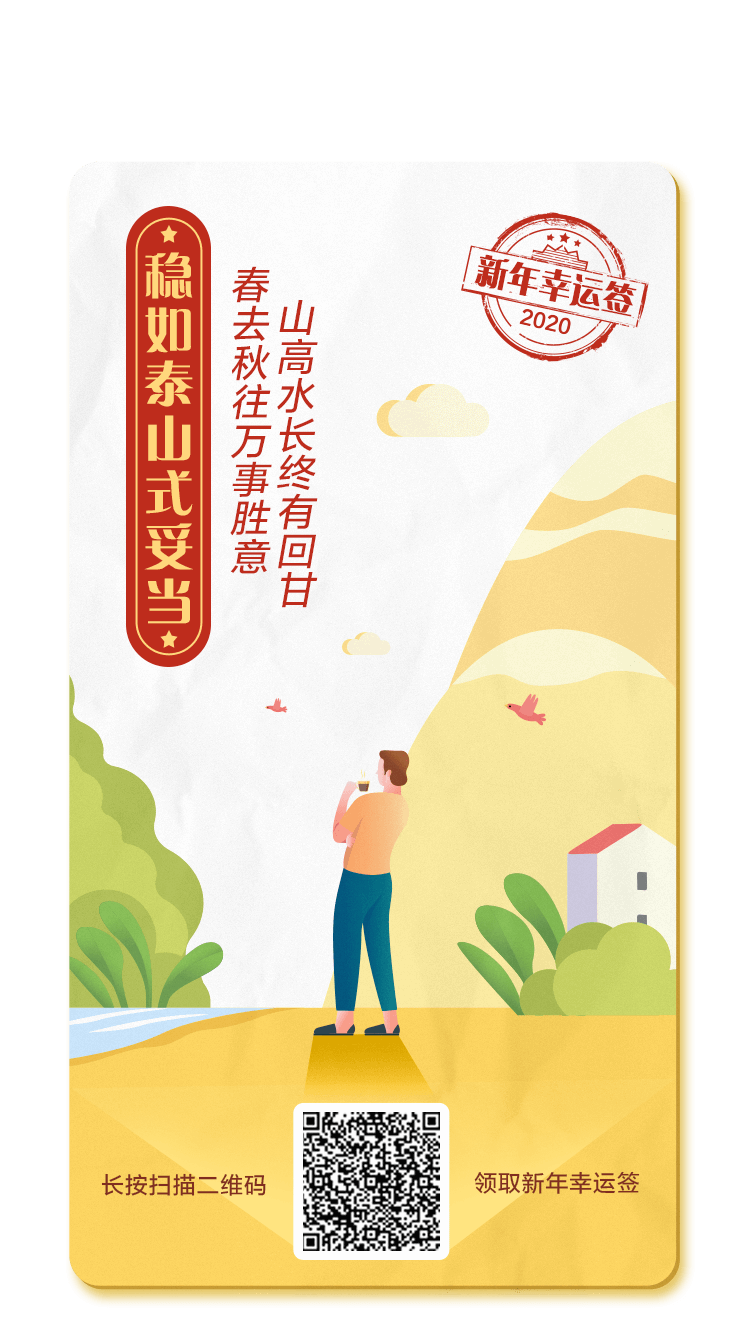 稳如泰山式妥当
山高水长终有回甘
春去秋往万事胜意
新年幸运签
2020
长按扫描二维码
领取新年幸运签